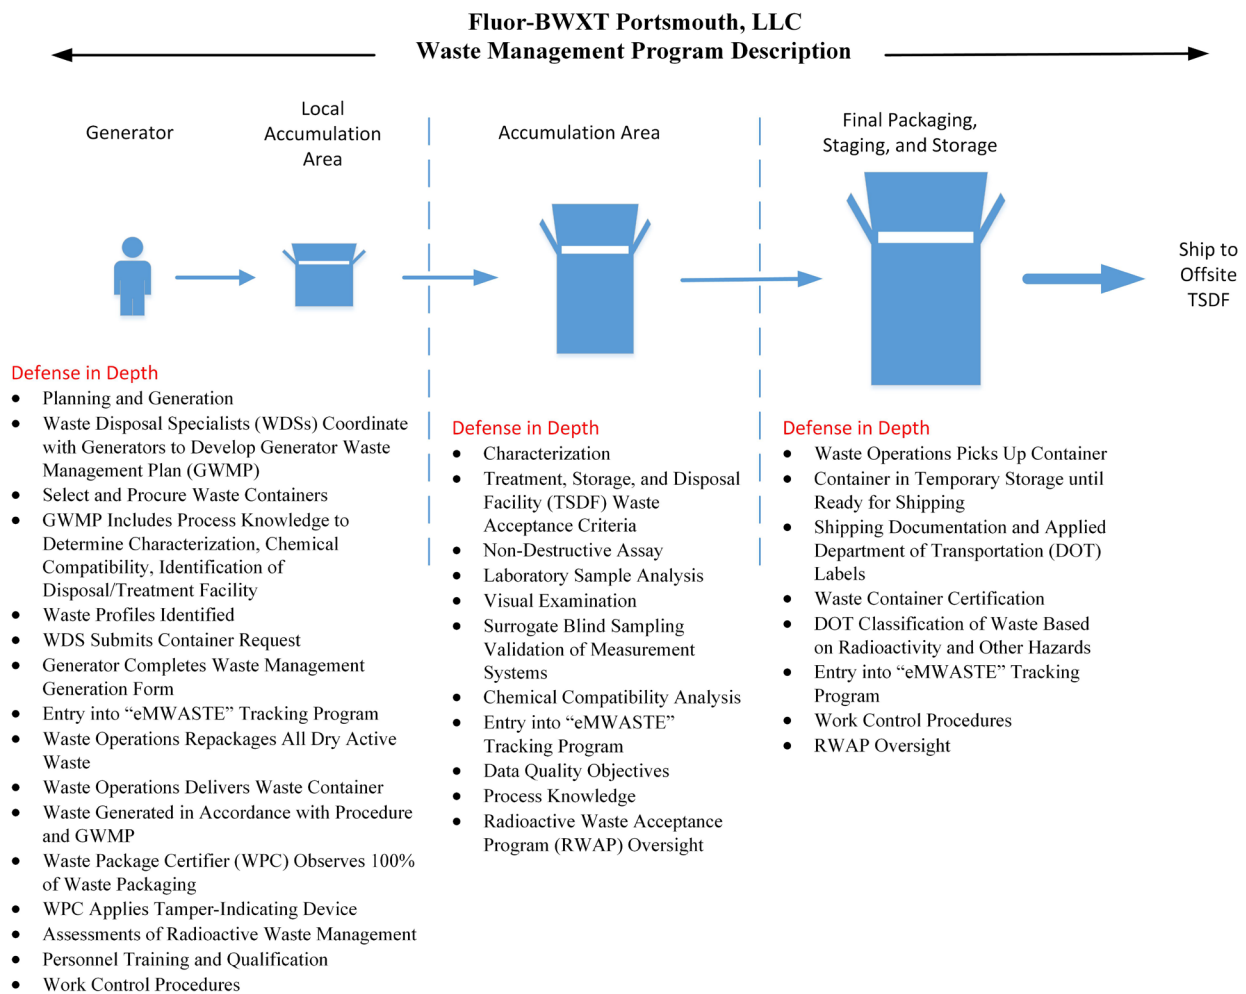 Fluor-BWXT Portsmouth, LLC
Waste Management Program Description
Generator
Local
Accumulation
Area
Accumulation Area
Final Packaging,
Staging, and Storage
Ship to
Offsite
TSDF
Defense in Depth
• Planning and Generation
• Waste Disposal Specialists (WDSs) Coordinate
with Generators to Develop Generator Waste
Management Plan (GWMP)
• Select and Procure Waste Containers
• GWMP Includes Process Knowledge to
Determine Characterization, Chemical
Compatibility, Identification of
Disposal/Treatment Facility
• Waste Profiles Identified
• WDS Submits Container Request
• Generator Completes Waste Management
Generation Form
• Entry into “eMWASTE” Tracking Program
• Waste Operations Repackages All Dry Active
Waste
• Waste Operations Delivers Waste Container
• Waste Generated in Accordance with Procedure
and GWMP
• Waste Package Certifier (WPC) Observes 100%
of Waste Packaging
• WPC Applies Tamper-Indicating Device
• Assessments of Radioactive Waste Management
• Personnel Training and Qualification
• Work Control Procedures
Defense in Depth
• Characterization
• Treatment, Storage, and Disposal
Facility (TSDF) Waste
Acceptance Criteria
• Non-Destructive Assay
• Laboratory Sample Analysis
• Visual Examination
• Surrogate Blind Sampling
Validation of Measurement
Systems
• Chemical Compatibility Analysis
• Entry into “eMWASTE”
Tracking Program
• Data Quality Objectives
• Process Knowledge
• Radioactive Waste Acceptance
Program (RWAP) Oversight
Defense in Depth
• Waste Operations Picks Up Container
• Container in Temporary Storage until
Ready for Shipping
• Shipping Documentation and Applied
Department of Transportation (DOT)
Labels
• Waste Container Certification
• DOT Classification of Waste Based
on Radioactivity and Other Hazards
• Entry into “eMWASTE” Tracking
Program
• Work Control Procedures
• RWAP Oversight